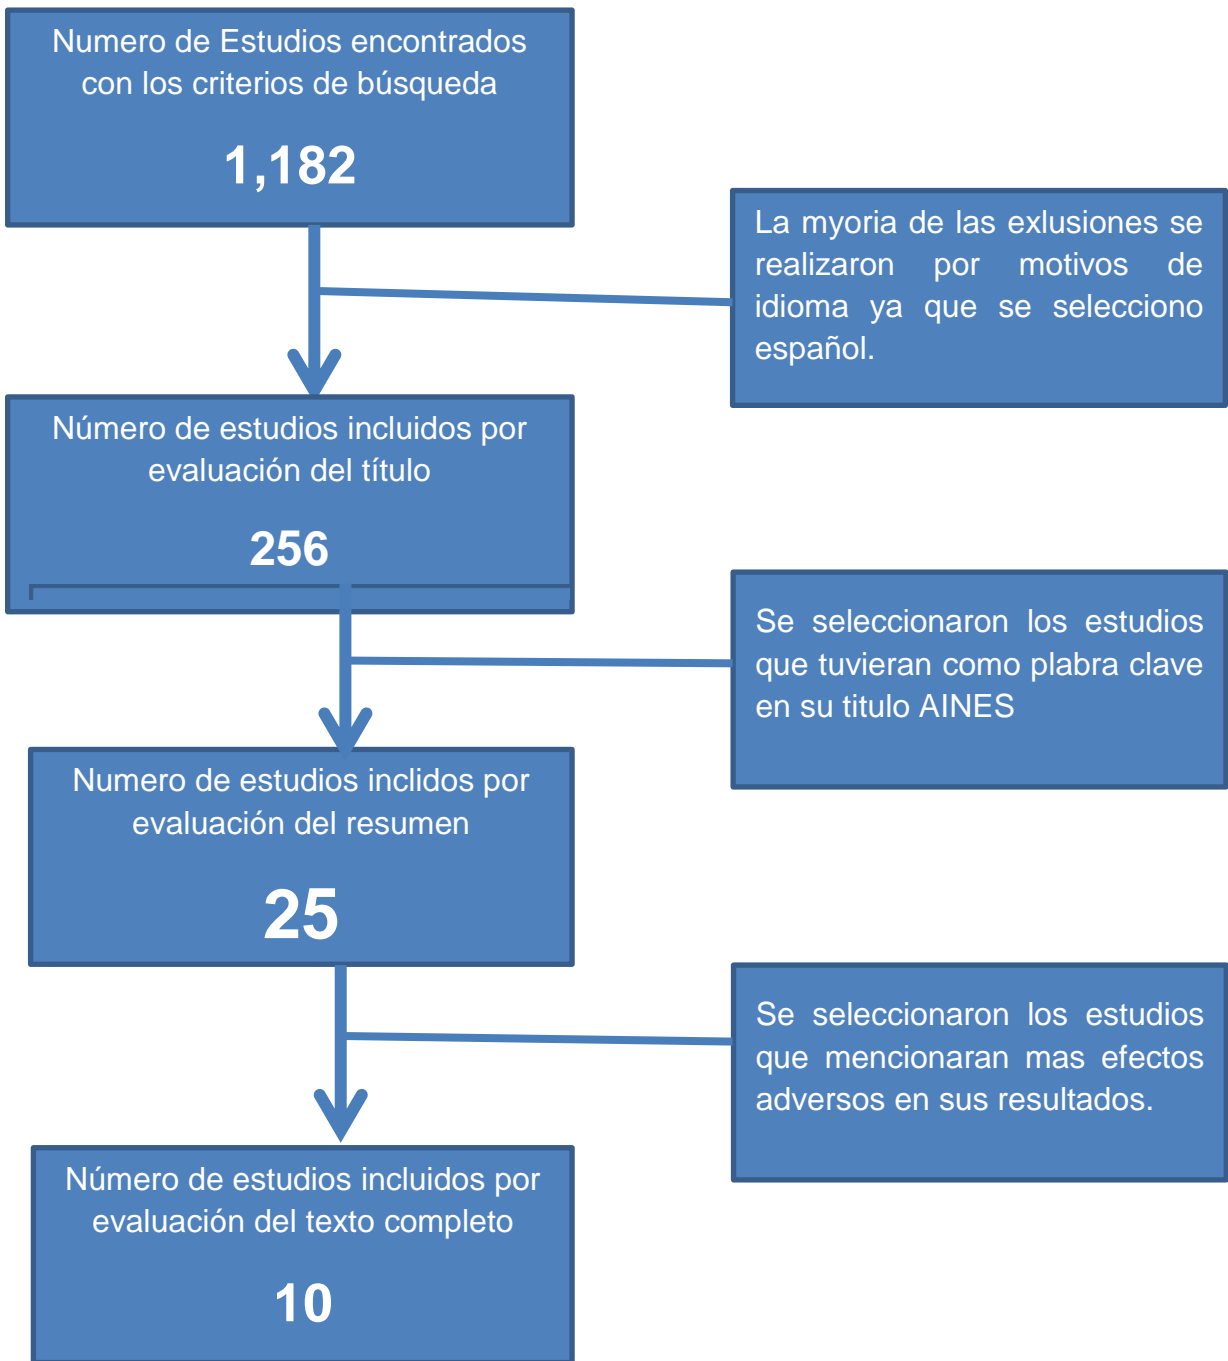 Numero de Estudios encontrados
con los criterios de búsqueda
1,182
La myoria de las exlusiones se
realizaron por motivos de
idioma ya que se selecciono
español.
Número de estudios incluidos por
evaluación del título
256
Se seleccionaron los estudios
que tuvieran como plabra clave
en su titulo AINES
Numero de estudios inclidos por
evaluación del resumen
25
Se seleccionaron los estudios
que mencionaran mas efectos
adversos en sus resultados.
Número de estudios incluidos por
evaluación del texto completo
10